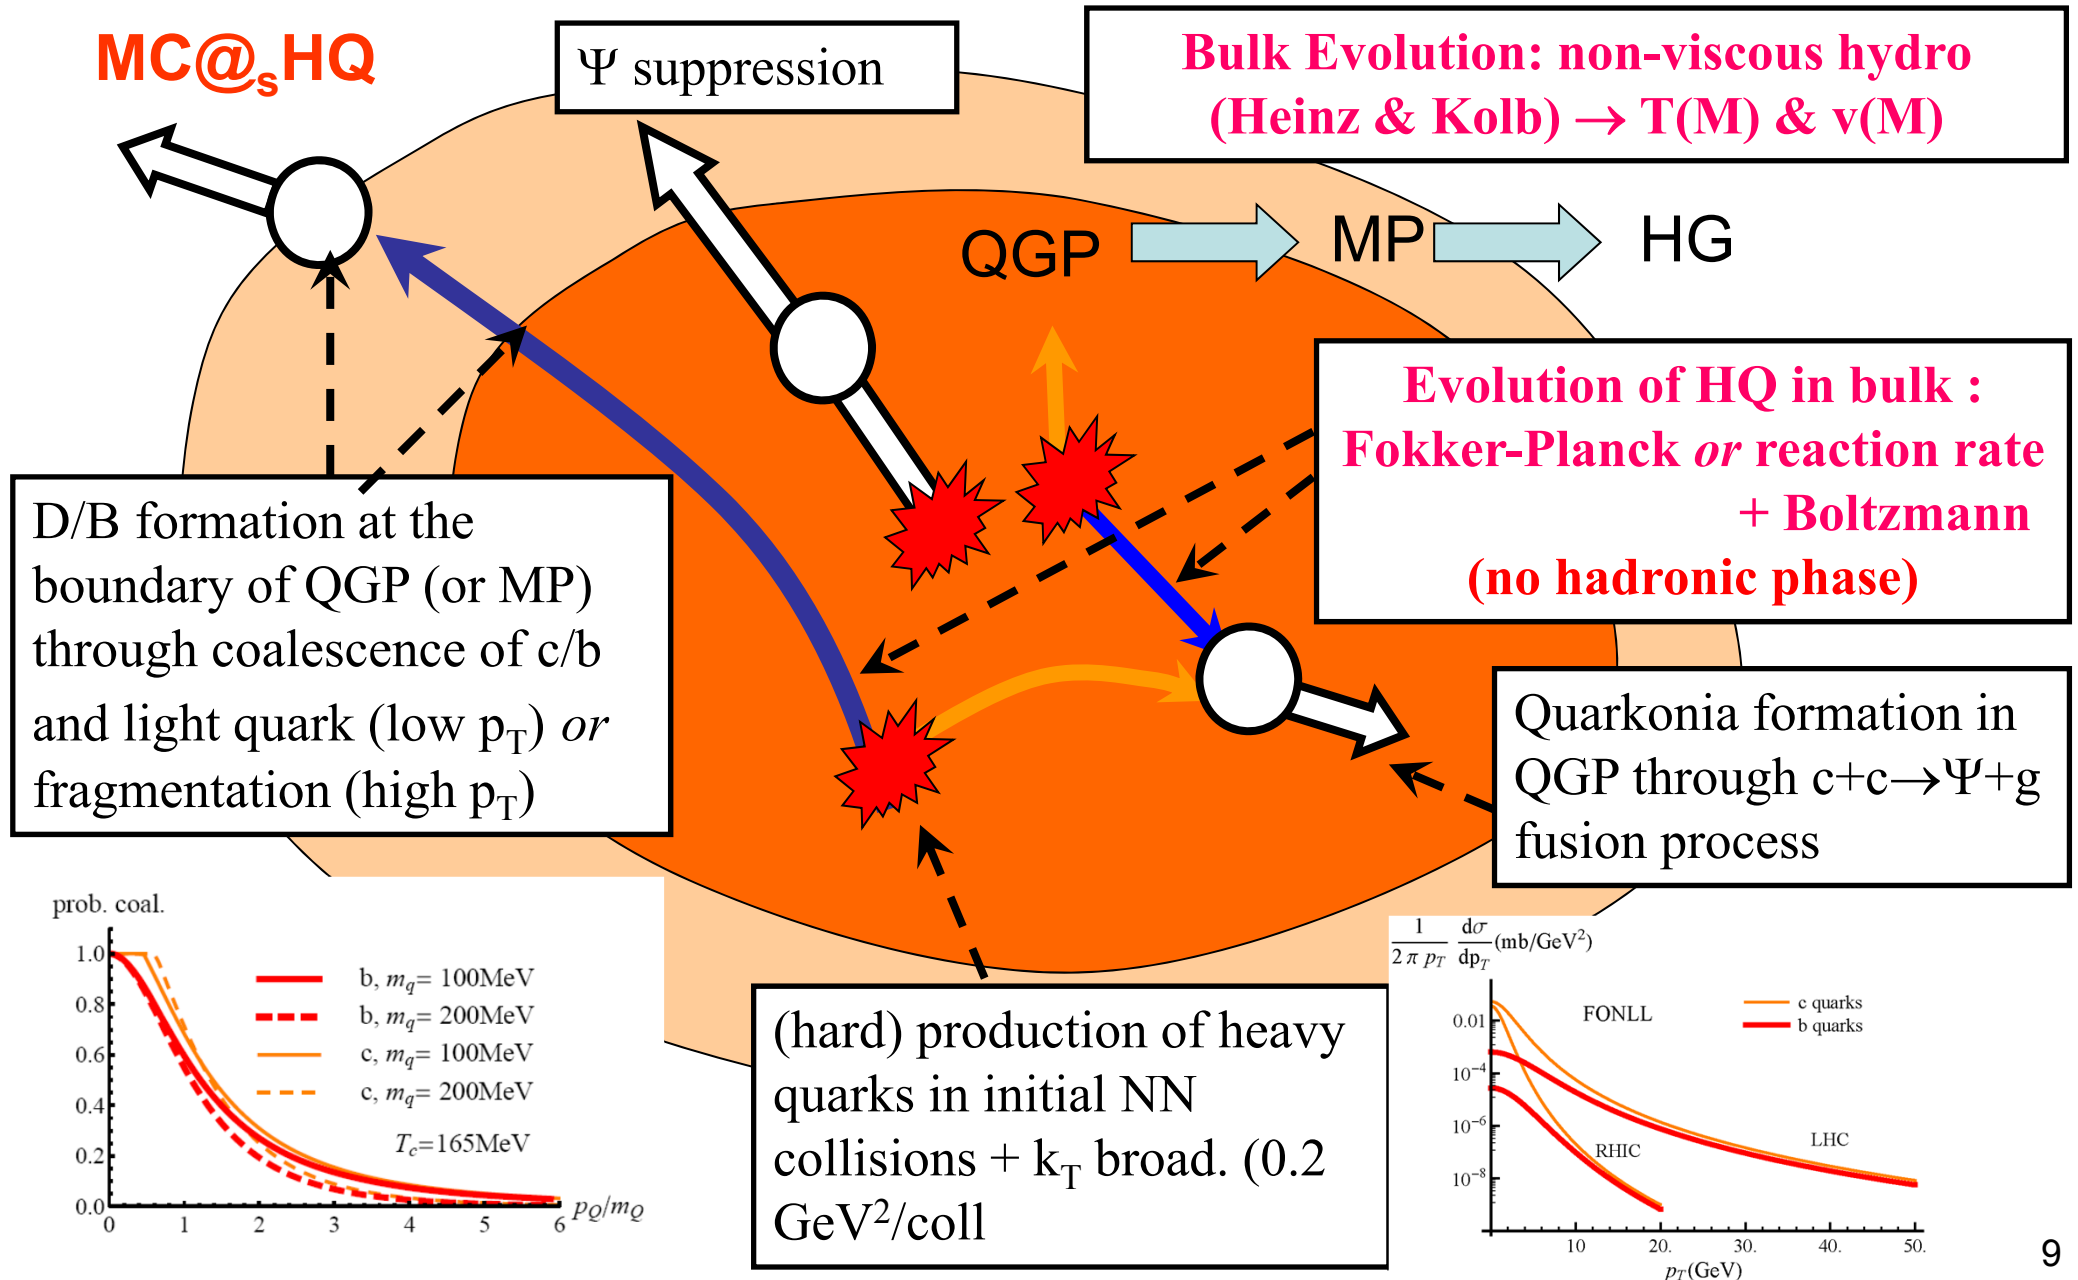 MC@sHQ
Ψ suppression
Bulk Evolution: non-viscous hydro
(Heinz & Kolb) → T(M) & v(M)
QGP
MP
HG
Evolution of HQ in bulk :
Fokker-Planck or reaction rate
+ Boltzmann
(no hadronic phase)
D/B formation at the
boundary of QGP (or MP)
through coalescence of c/b
and light quark (low pT) or
fragmentation (high pT)
Quarkonia formation in
QGP through c+c→Ψ+g
fusion process
(hard) production of heavy
quarks in initial NN
collisions + kT broad. (0.2
GeV²/coll
prob. coal.
1.0
0.8
0.6
0.4
0.2
0.0
0 1 2 3 4 5 6
pQ/mQ
b, mq= 100MeV
b, mq= 200MeV
c, mq= 100MeV
c, mq= 200MeV
Tc=165MeV
1/(2 π pT) dσ/dpT (mb/GeV²)
FONLL
c quarks
b quarks
0.01
10⁻⁴
10⁻⁶
10⁻⁸
RHIC
LHC
10 20. 30. 40. 50.
pT(GeV)
9